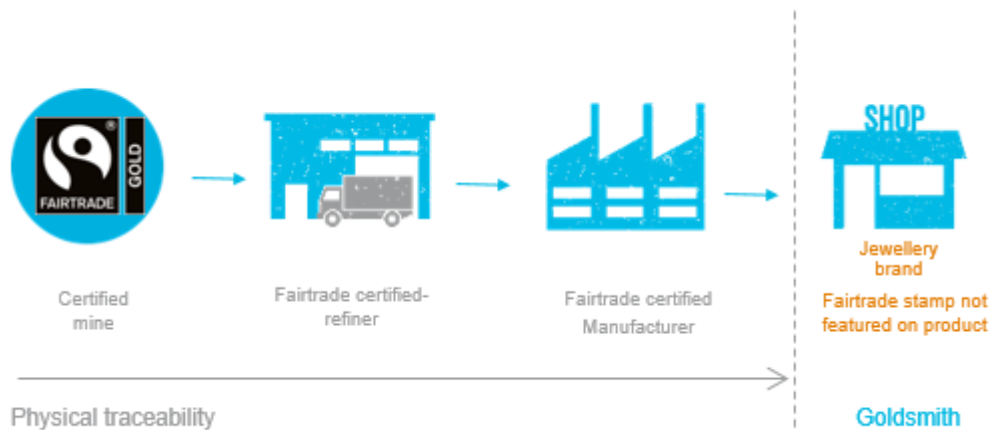 FAIRTRADE
GOLD
®
SHOP
Jewellery
brand
Certified
mine
Fairtrade certified-
refiner
Fairtrade certified
Manufacturer
Fairtrade stamp not
featured on product
Physical traceability
Goldsmith